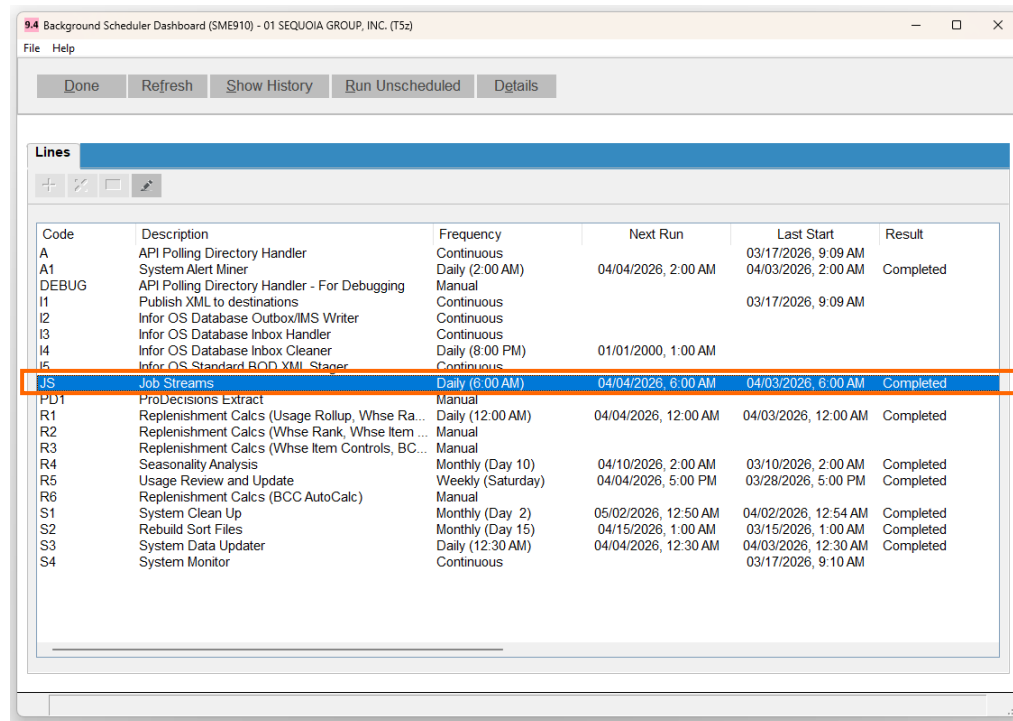 9.4 Background Scheduler Dashboard (SME910) - 01 SEQUOIA GROUP, INC. (T5z)
File Help
Done Refresh Show History Run Unscheduled Details
Lines
Code Description Frequency Next Run Last Start Result
A API Polling Directory Handler Continuous 03/17/2026, 9:09 AM
A1 System Alert Miner Daily (2:00 AM) 04/04/2026, 2:00 AM 04/03/2026, 2:00 AM Completed
DEBUG API Polling Directory Handler - For Debugging Manual
I1 Publish XML to destinations Continuous 03/17/2026, 9:09 AM
I2 Infor OS Database Outbox/IMS Writer Continuous
I3 Infor OS Database Inbox Handler Continuous
I4 Infor OS Database Inbox Cleaner Daily (8:00 PM) 01/01/2000, 1:00 AM
I5 Infor OS Standard BOD XML Stager Continuous
JS Job Streams Daily (6:00 AM) 04/04/2026, 6:00 AM 04/03/2026, 6:00 AM Completed
PD1 ProDecisions Extract Manual
R1 Replenishment Calcs (Usage Rollup, Whse Ra... Daily (12:00 AM) 04/04/2026, 12:00 AM 04/03/2026, 12:00 AM Completed
R2 Replenishment Calcs (Whse Rank, Whse Item ... Manual
R3 Replenishment Calcs (Whse Item Controls, BC... Manual
R4 Seasonality Analysis Monthly (Day 10) 04/10/2026, 2:00 AM 03/10/2026, 2:00 AM Completed
R5 Usage Review and Update Weekly (Saturday) 04/04/2026, 5:00 PM 03/28/2026, 5:00 PM Completed
R6 Replenishment Calcs (BCC AutoCalc) Manual
S1 System Clean Up Monthly (Day 2) 05/02/2026, 12:50 AM 04/02/2026, 12:54 AM Completed
S2 Rebuild Sort Files Monthly (Day 15) 04/15/2026, 1:00 AM 03/15/2026, 1:00 AM Completed
S3 System Data Updater Daily (12:30 AM) 04/04/2026, 12:30 AM 04/03/2026, 12:30 AM Completed
S4 System Monitor Continuous 03/17/2026, 9:10 AM